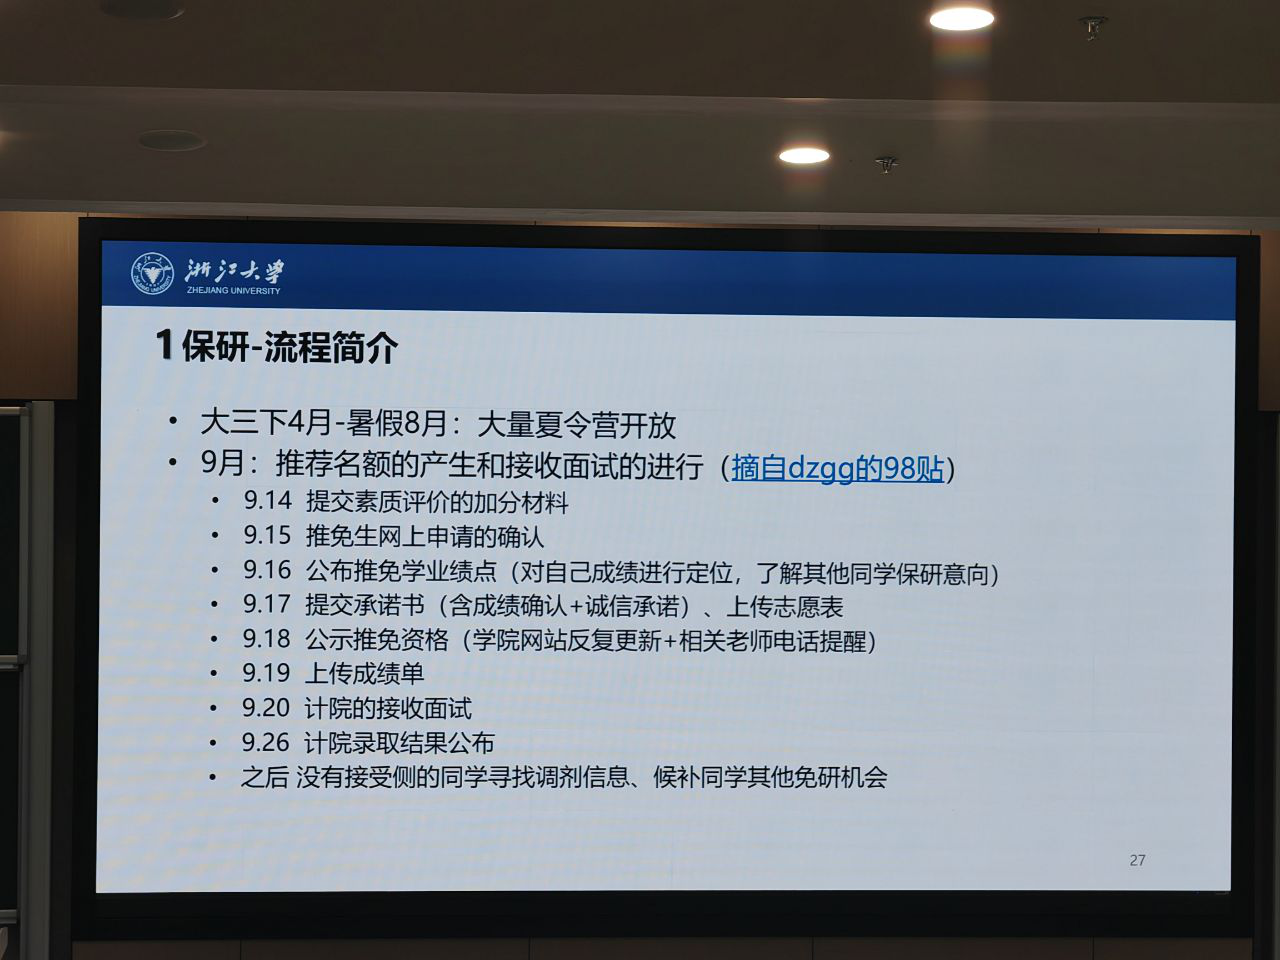 浙江大学
ZHEJIANG UNIVERSITY
1 保研-流程简介
• 大三下4月-暑假8月：大量夏令营开放
• 9月：推荐名额的产生和接收面试的进行（摘自dzgg的98贴）
• 9.14 提交素质评价的加分材料
• 9.15 推免生网上申请的确认
• 9.16 公布推免学业绩点（对自己成绩进行定位，了解其他同学保研意向）
• 9.17 提交承诺书（含成绩确认+诚信承诺）、上传志愿表
• 9.18 公示推免资格（学院网站反复更新+相关老师电话提醒）
• 9.19 上传成绩单
• 9.20 计院的接收面试
• 9.26 计院录取结果公布
• 之后 没有接受侧的同学寻找调剂信息、候补同学其他免研机会
27